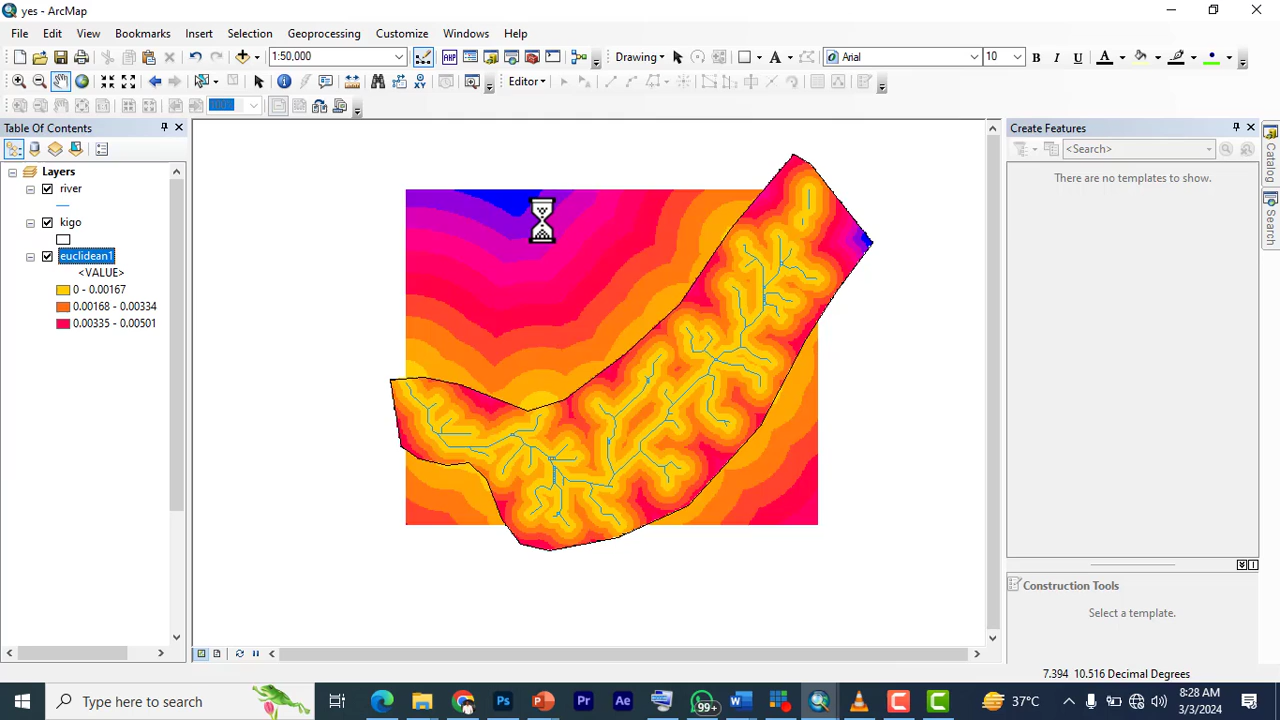 yes - ArcMap
File Edit View Bookmarks Insert Selection Geoprocessing Customize Windows Help
1:50,000 Drawing Arial 10 B I U A
Editor
Table Of Contents
Layers
river
kigo
euclidean1
<VALUE>
0 - 0.00167
0.00168 - 0.00334
0.00335 - 0.00501
Create Features
<Search>
There are no templates to show.
Catalog
Search
Construction Tools
Select a template.
7.394 10.516 Decimal Degrees
Type here to search
99+
37°C
8:28 AM
3/3/2024